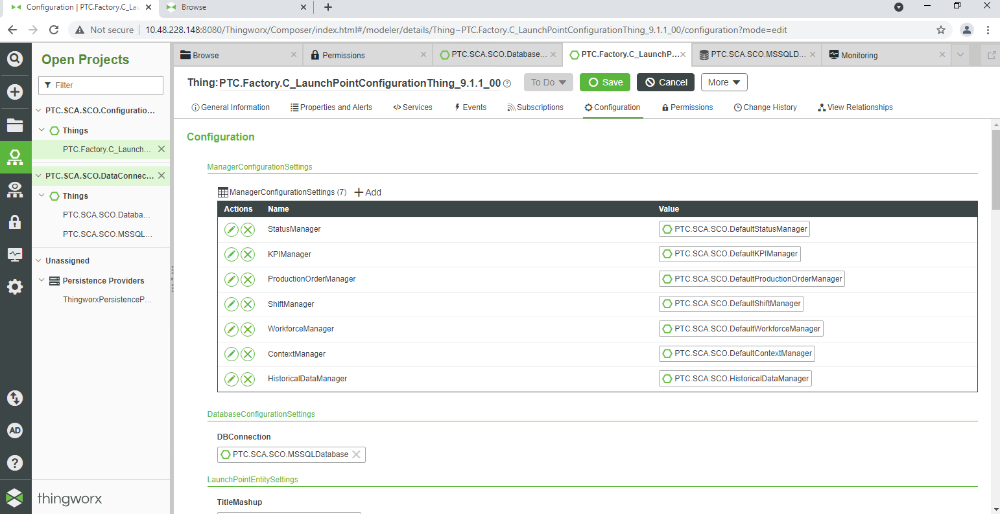 Configuration | PTC.Factory.C_Lau
Browse
Not secure
10.48.228.148:8080/Thingworx/Composer/index.html#/modeler/details/Thing~PTC.Factory.C_LaunchPointConfigurationThing_9.1.1_00/configuration?mode=edit
Open Projects
Filter
PTC.SCA.SCO.Configuratio...
Things
PTC.Factory.C_Launch...
PTC.SCA.SCO.DataConnec...
Things
PTC.SCA.SCO.Databa...
PTC.SCA.SCO.MSSQL...
Unassigned
Persistence Providers
ThingworxPersistenceP...
AD
?
thingworx
Browse
Permissions
PTC.SCA.SCO.Database...
PTC.Factory.C_LaunchP...
PTC.SCA.SCO.MSSQLD...
Monitoring
Thing: PTC.Factory.C_LaunchPointConfigurationThing_9.1.1_00 ?
To Do
Save
Cancel
More
General Information
Properties and Alerts
Services
Events
Subscriptions
Configuration
Permissions
Change History
View Relationships
Configuration
ManagerConfigurationSettings
ManagerConfigurationSettings (7) + Add
Actions Name Value
StatusManager PTC.SCA.SCO.DefaultStatusManager
KPIManager PTC.SCA.SCO.DefaultKPIManager
ProductionOrderManager PTC.SCA.SCO.DefaultProductionOrderManager
ShiftManager PTC.SCA.SCO.DefaultShiftManager
WorkforceManager PTC.SCA.SCO.DefaultWorkforceManager
ContextManager PTC.SCA.SCO.DefaultContextManager
HistoricalDataManager PTC.SCA.SCO.HistoricalDataManager
DatabaseConfigurationSettings
DBConnection
PTC.SCA.SCO.MSSQLDatabase
LaunchPointEntitySettings
TitleMashup